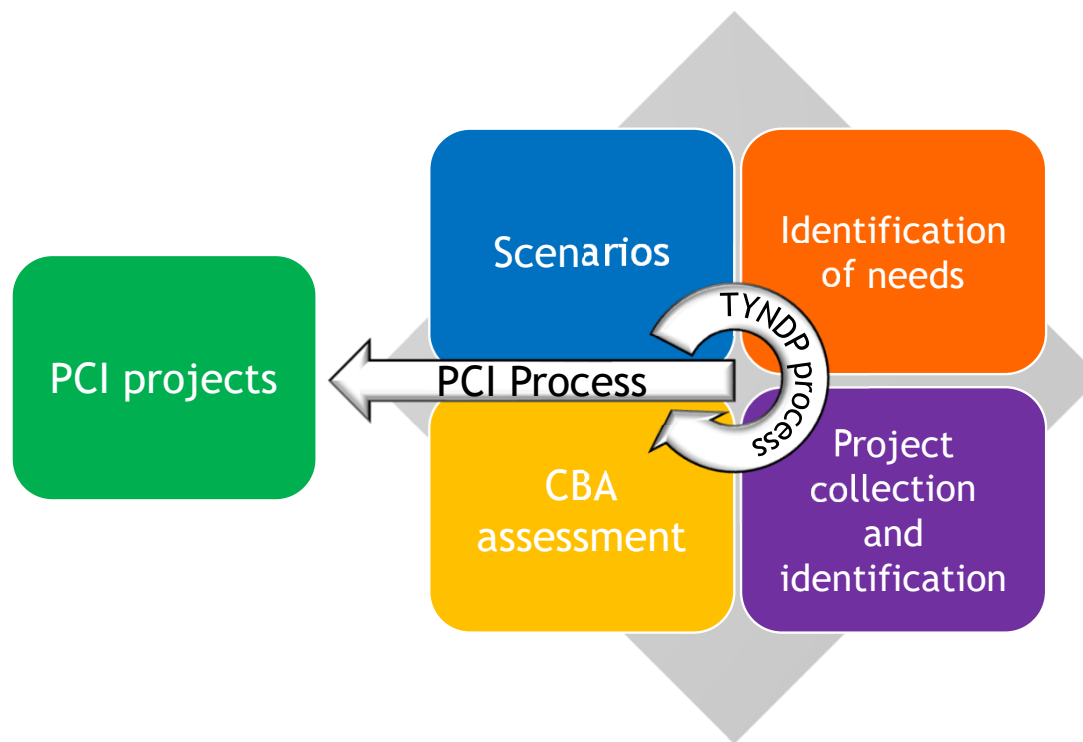 Scenarios
Identification
of needs
TYNDP process
PCI projects
PCI Process
CBA
assessment
Project
collection
and
identification